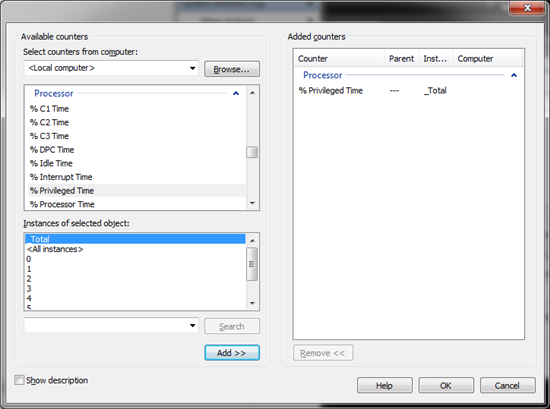 Available counters
Select counters from computer:
<Local computer>
Browse...
Processor
% C1 Time
% C2 Time
% C3 Time
% DPC Time
% Idle Time
% Interrupt Time
% Privileged Time
% Processor Time
Instances of selected object:
_Total
<All instances>
0
1
2
3
4
5
Search
Add >>
Show description
Added counters
Counter Parent Inst... Computer
Processor
% Privileged Time --- _Total
Remove <<
Help OK Cancel